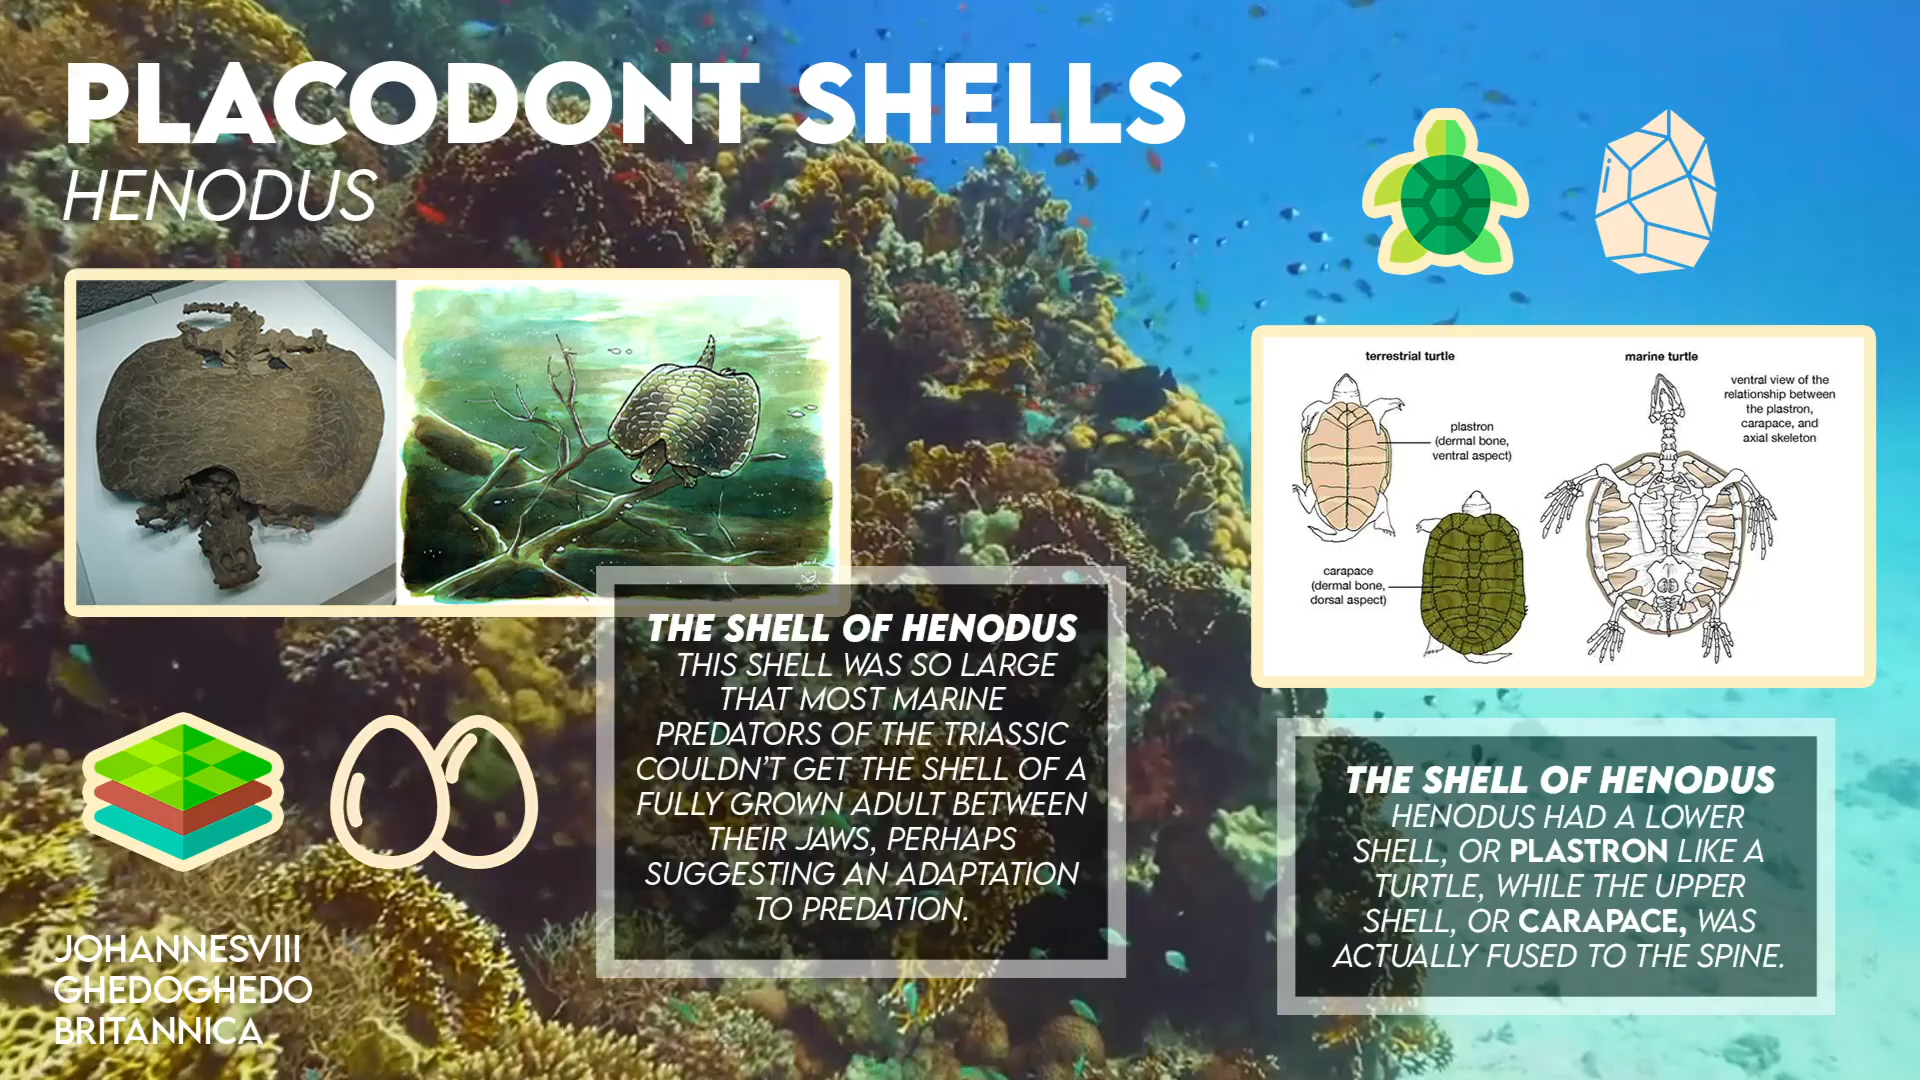 PLACODONT SHELLS
HENODUS
THE SHELL OF HENODUS
THIS SHELL WAS SO LARGE
THAT MOST MARINE
PREDATORS OF THE TRIASSIC
COULDN'T GET THE SHELL OF A
FULLY GROWN ADULT BETWEEN
THEIR JAWS, PERHAPS
SUGGESTING AN ADAPTATION
TO PREDATION.
terrestrial turtle
marine turtle
ventral view of the
relationship between
the plastron,
carapace, and
axial skeleton
plastron
(dermal bone,
ventral aspect)
carapace
(dermal bone,
dorsal aspect)
THE SHELL OF HENODUS
HENODUS HAD A LOWER
SHELL, OR PLASTRON LIKE A
TURTLE, WHILE THE UPPER
SHELL, OR CARAPACE, WAS
ACTUALLY FUSED TO THE SPINE.
JOHANNESVIII
GHEDOGHEDO
BRITANNICA